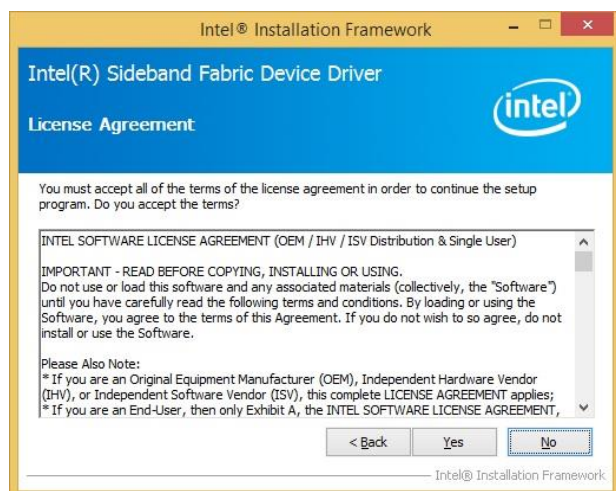 Intel® Installation Framework
Intel(R) Sideband Fabric Device Driver
License Agreement
intel
You must accept all of the terms of the license agreement in order to continue the setup
program. Do you accept the terms?
INTEL SOFTWARE LICENSE AGREEMENT (OEM / IHV / ISV Distribution & Single User)
IMPORTANT - READ BEFORE COPYING, INSTALLING OR USING.
Do not use or load this software and any associated materials (collectively, the "Software")
until you have carefully read the following terms and conditions. By loading or using the
Software, you agree to the terms of this Agreement. If you do not wish to so agree, do not
install or use the Software.
Please Also Note:
* If you are an Original Equipment Manufacturer (OEM), Independent Hardware Vendor
(IHV), or Independent Software Vendor (ISV), this complete LICENSE AGREEMENT applies;
* If you are an End-User, then only Exhibit A, the INTEL SOFTWARE LICENSE AGREEMENT,
< Back Yes No
Intel® Installation Framework